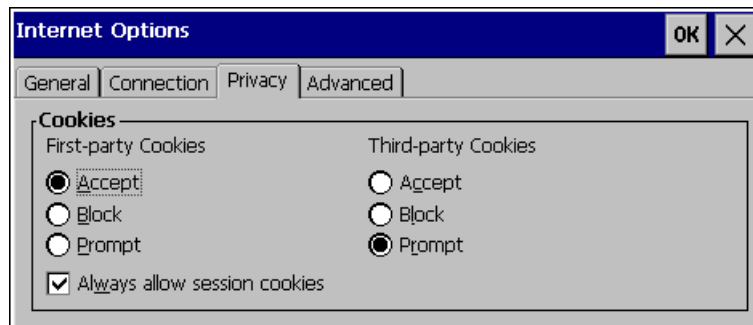 Internet Options OK
General Connection Privacy Advanced
Cookies
First-party Cookies Third-party Cookies
Accept Accept
Block Block
Prompt Prompt
Always allow session cookies